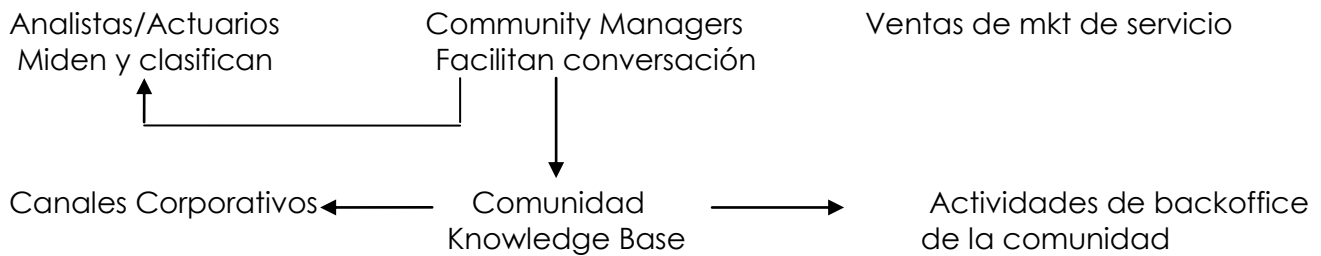 Analistas/Actuarios Community Managers Ventas de mkt de servicio
Miden y clasifican Facilitan conversación
Canales Corporativos Comunidad Actividades de backoffice
Knowledge Base de la comunidad